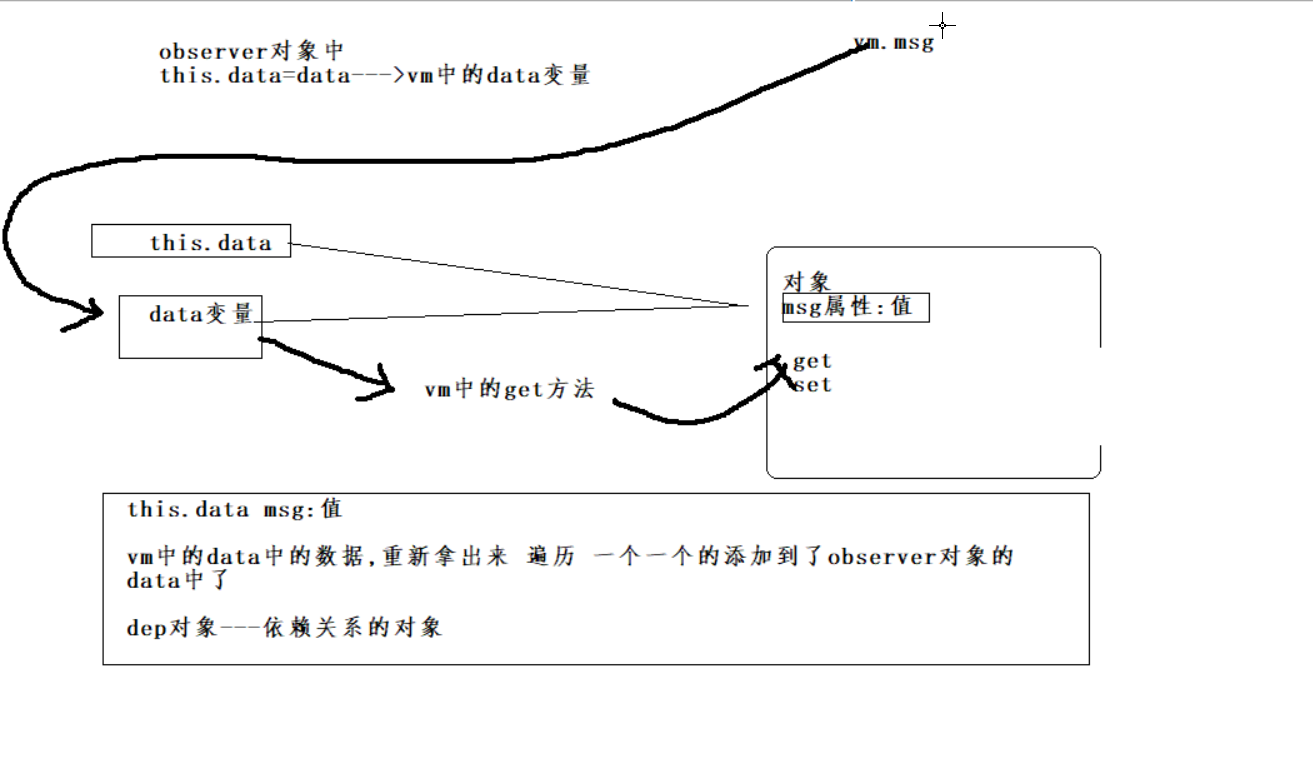 observer对象中
this.data=data--->vm中的data变量
vm.msg
this.data
data变量
vm中的get方法
对象
msg属性:值
get
set
this.data msg:值
vm中的data中的数据,重新拿出来 遍历 一个一个的添加到了observer对象的
data中了
dep对象---依赖关系的对象